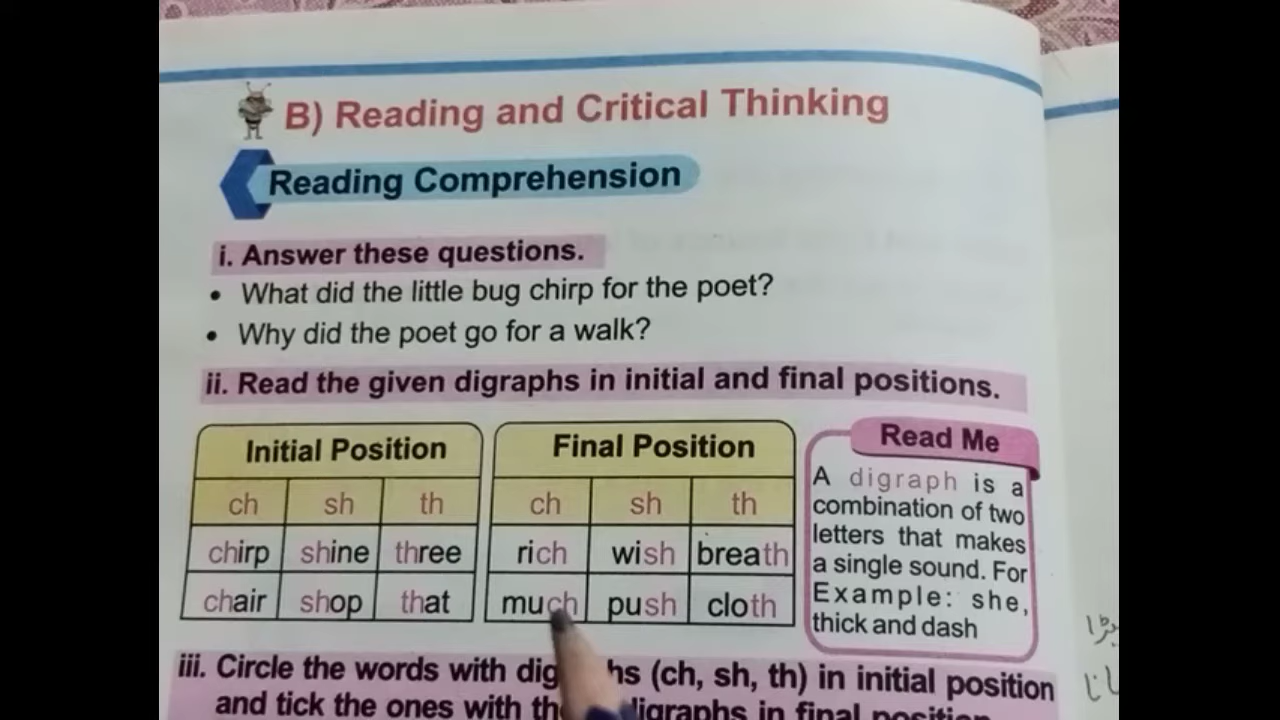 B) Reading and Critical Thinking
Reading Comprehension
i. Answer these questions.
• What did the little bug chirp for the poet?
• Why did the poet go for a walk?
ii. Read the given digraphs in initial and final positions.
Initial Position
ch sh th
chirp shine three
chair shop that
Final Position
ch sh th
rich wish breath
much push cloth
Read Me
A digraph is a
combination of two
letters that makes
a single sound. For
Example: she,
thick and dash
iii. Circle the words with (ch, sh, th) in initial position
and tick the ones with in final position